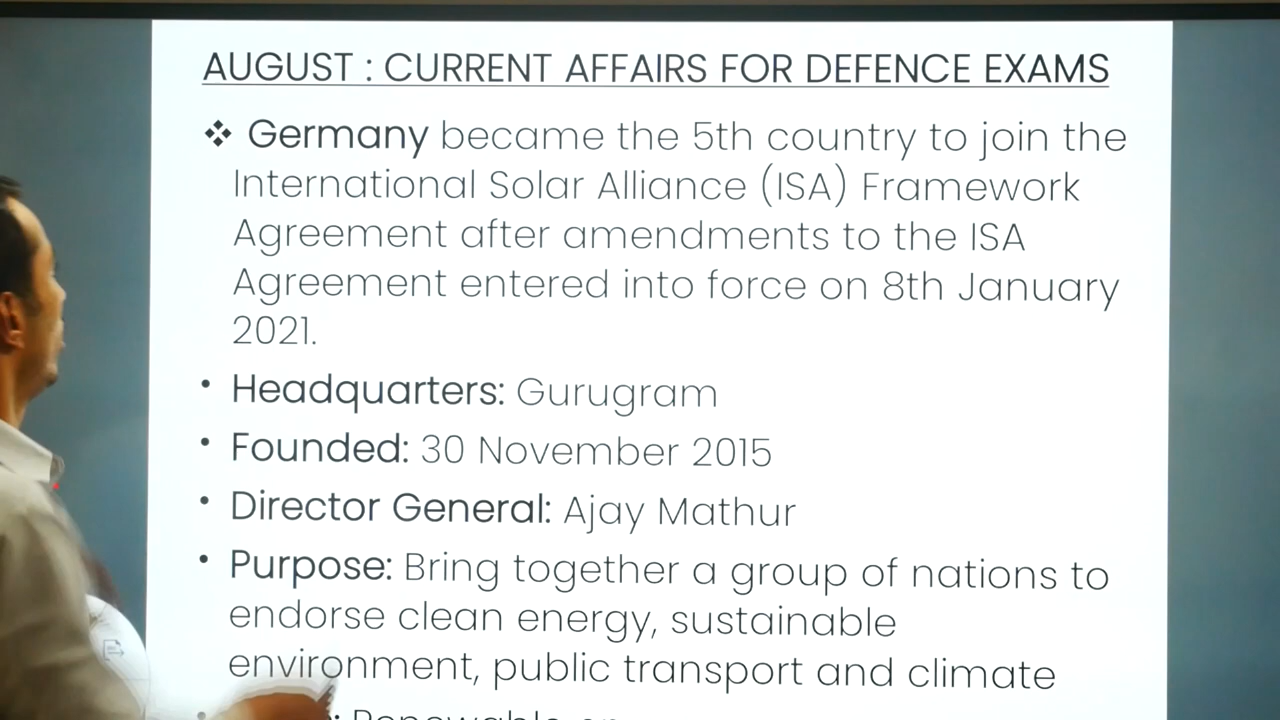 AUGUST : CURRENT AFFAIRS FOR DEFENCE EXAMS
❖ Germany became the 5th country to join the
International Solar Alliance (ISA) Framework
Agreement after amendments to the ISA
Agreement entered into force on 8th January
2021.
• Headquarters: Gurugram
• Founded: 30 November 2015
• Director General: Ajay Mathur
• Purpose: Bring together a group of nations to
endorse clean energy, sustainable
environment, public transport and climate
: Renewable